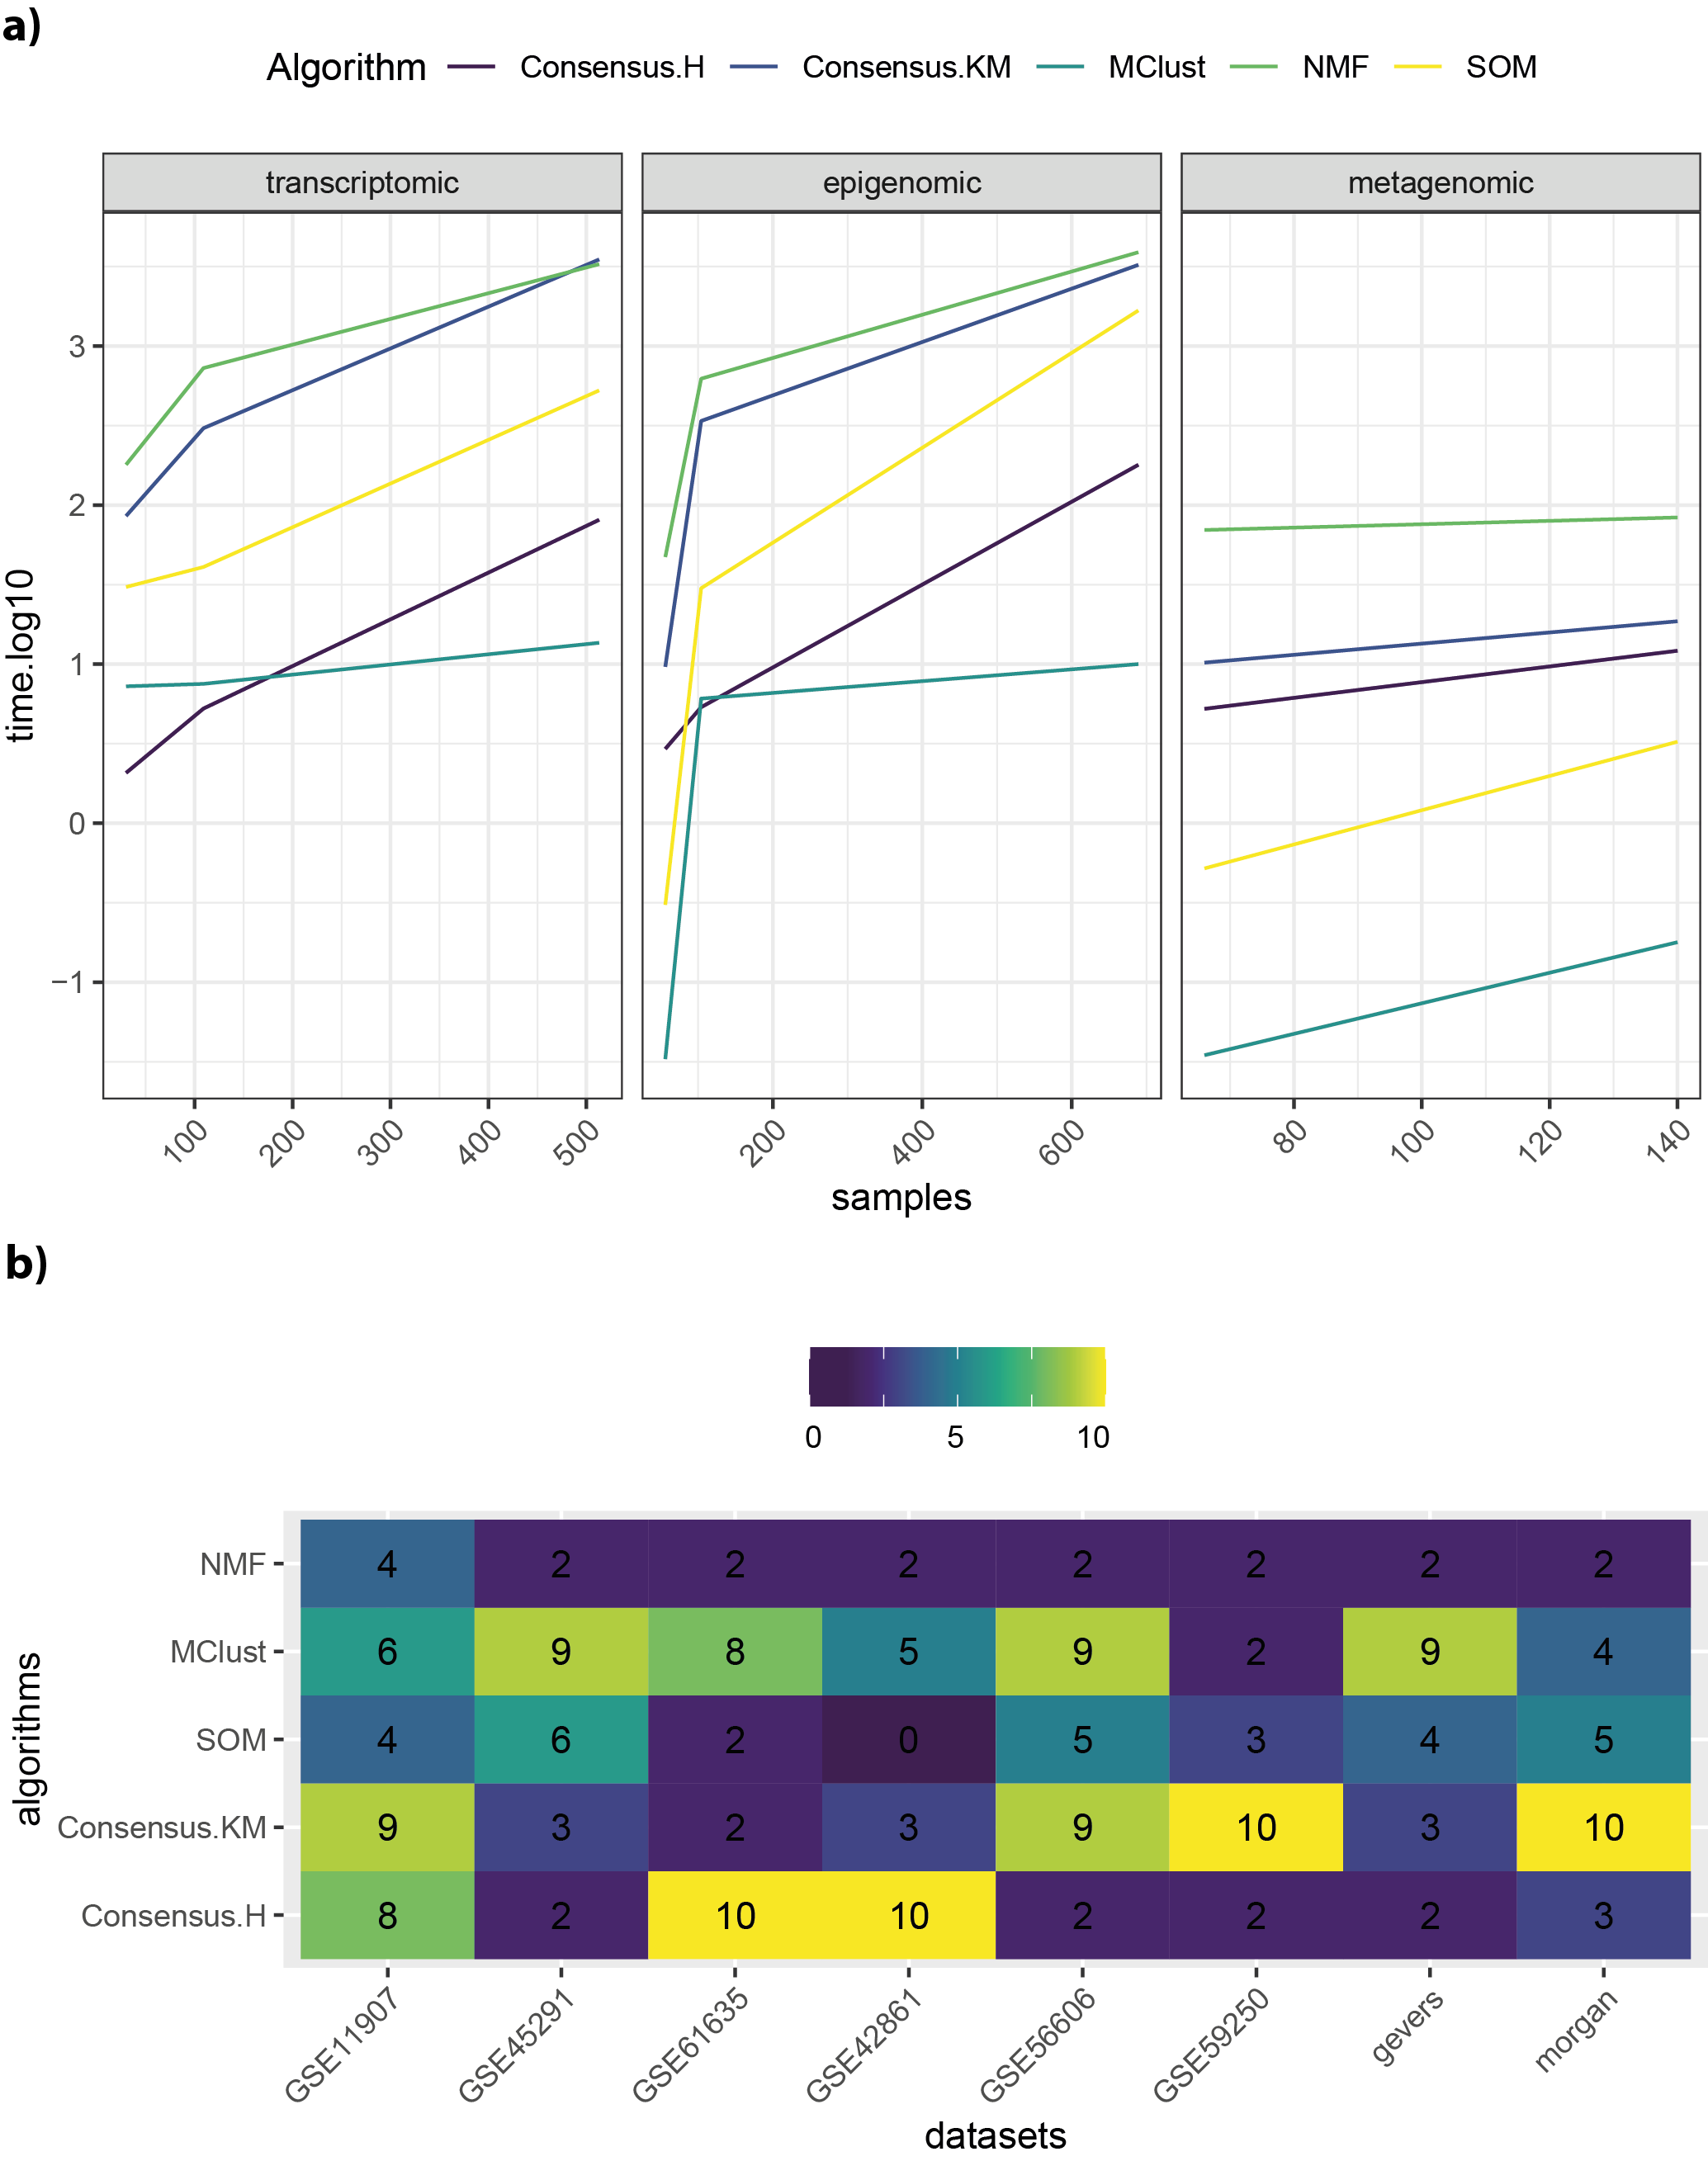 a)
Algorithm Consensus.H Consensus.KM MClust NMF SOM
transcriptomic epigenomic metagenomic
3
2
1
0
−1
time.log10
100 200 300 400 500 200 400 600 80 100 120 140
samples
b)
0 5 10
NMF 4 2 2 2 2 2 2 2
MClust 6 9 8 5 9 2 9 4
SOM 4 6 2 0 5 3 4 5
Consensus.KM 9 3 2 3 9 10 3 10
Consensus.H 8 2 10 10 2 2 2 3
algorithms
GSE11907 GSE45291 GSE61635 GSE42861 GSE56606 GSE59250 gevers morgan
datasets